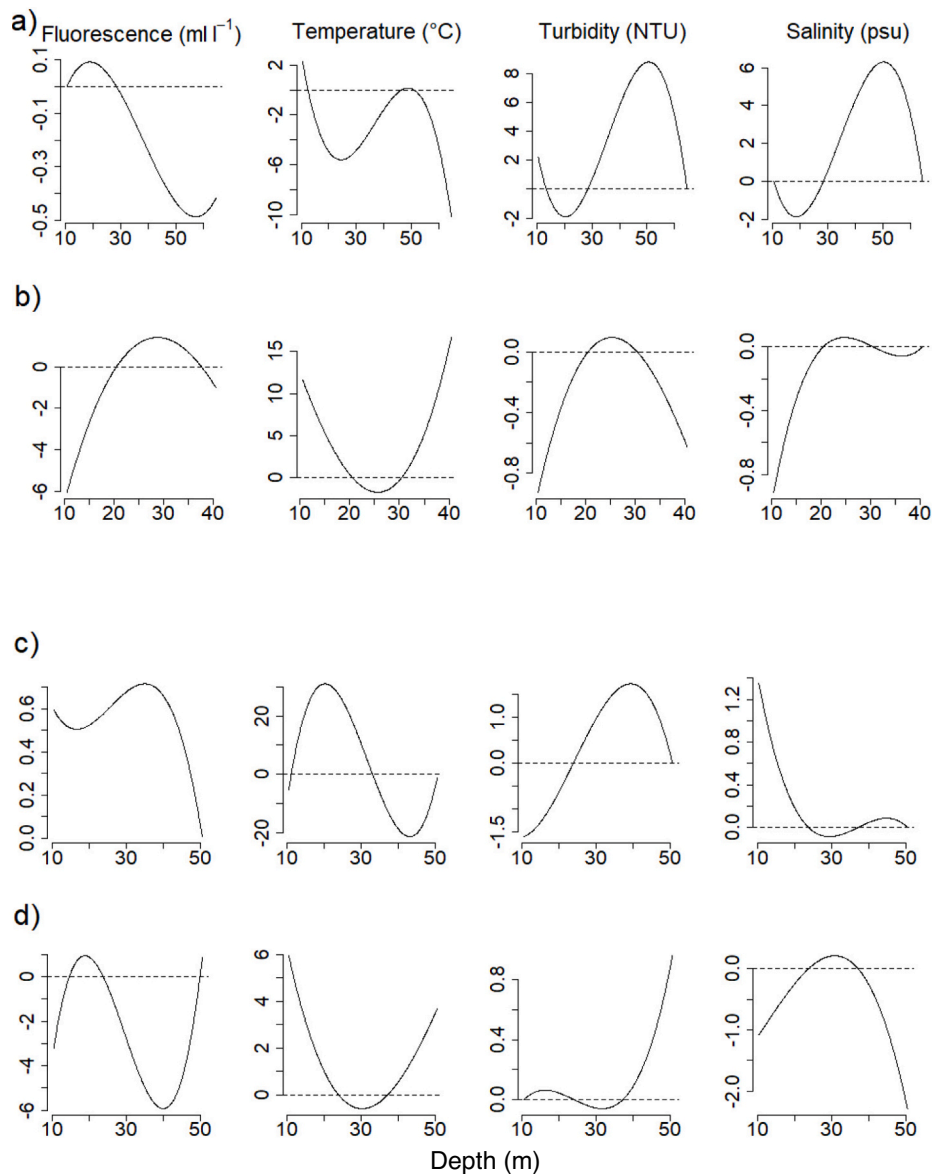 a)
Fluorescence (ml l⁻¹)
0.1
-0.1
-0.3
-0.5
10 30 50
Temperature (°C)
2
-2
-6
-10
10 30 50
Turbidity (NTU)
8
6
4
2
-2
10 30 50
Salinity (psu)
6
4
2
0
-2
10 30 50
b)
0
-2
-4
-6
10 20 30 40
15
10
5
0
10 20 30 40
0.0
-0.4
-0.8
10 20 30 40
0.0
-0.4
-0.8
10 20 30 40
c)
0.6
0.4
0.2
0.0
10 30 50
20
0
-20
10 30 50
1.0
0.0
-1.5
10 30 50
1.2
0.8
0.4
0.0
10 30 50
d)
0
-2
-4
-6
10 30 50
6
4
2
0
10 30 50
0.8
0.4
0.0
10 30 50
0.0
-1.0
-2.0
10 30 50
Depth (m)